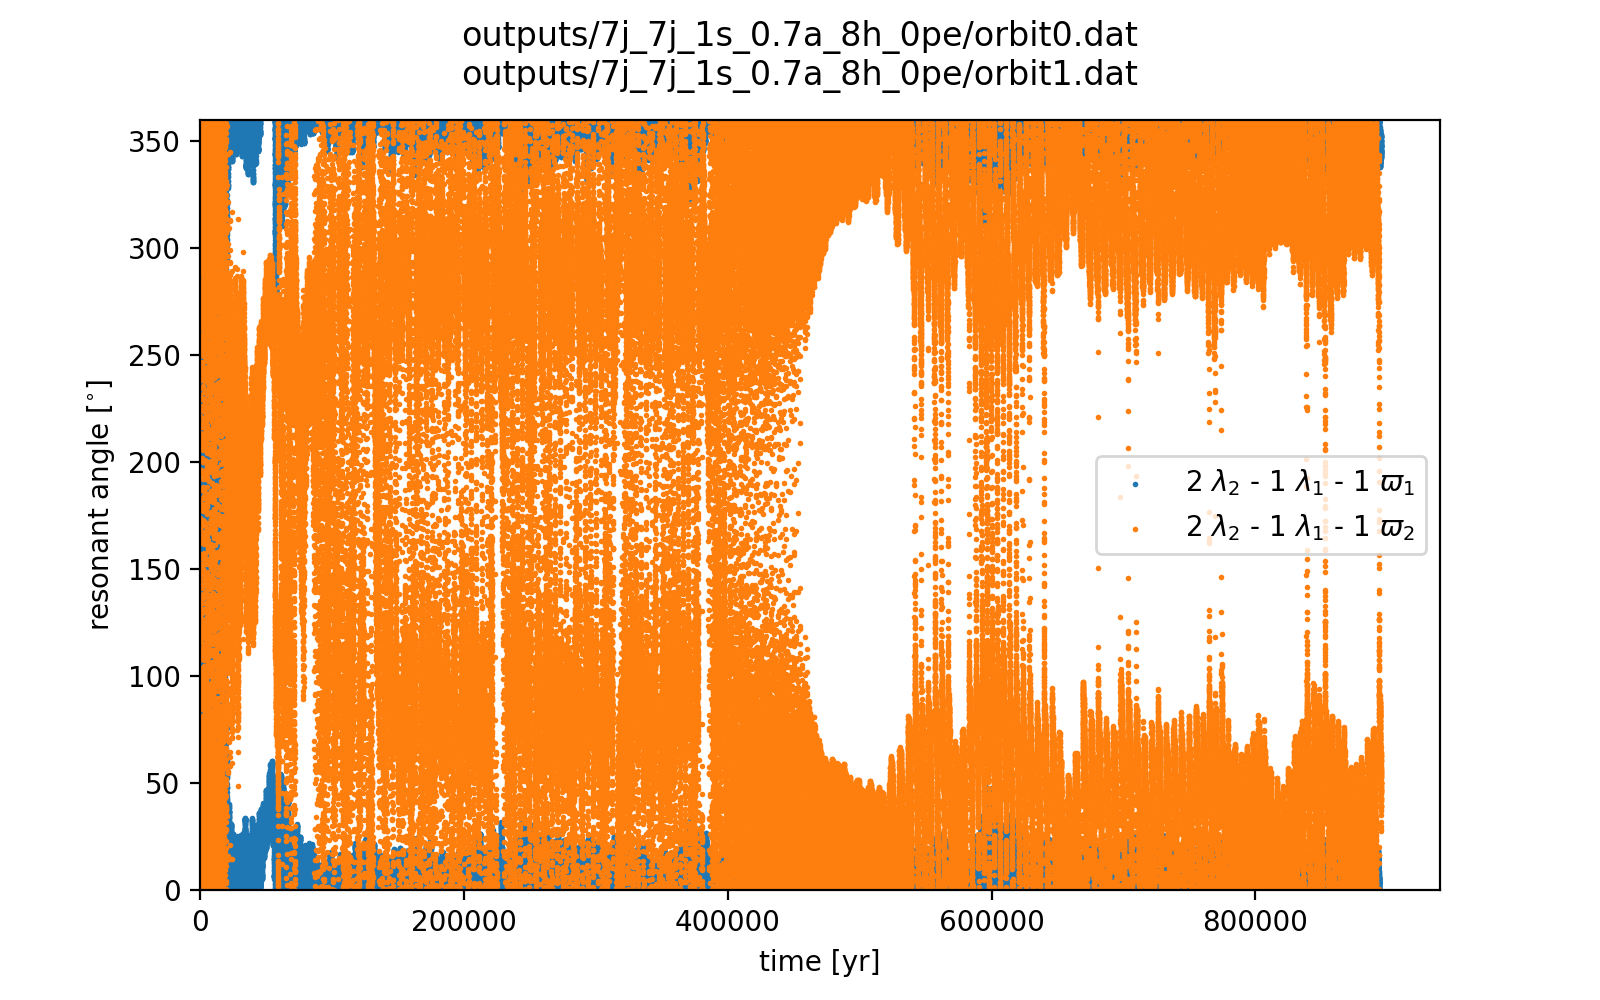 outputs/7j_7j_1s_0.7a_8h_0pe/orbit0.dat
outputs/7j_7j_1s_0.7a_8h_0pe/orbit1.dat
350
300
250
200
150
100
50
0
resonant angle [°]
2 λ₂ - 1 λ₁ - 1 ϖ₁
2 λ₂ - 1 λ₁ - 1 ϖ₂
0
200000
400000
600000
800000
time [yr]